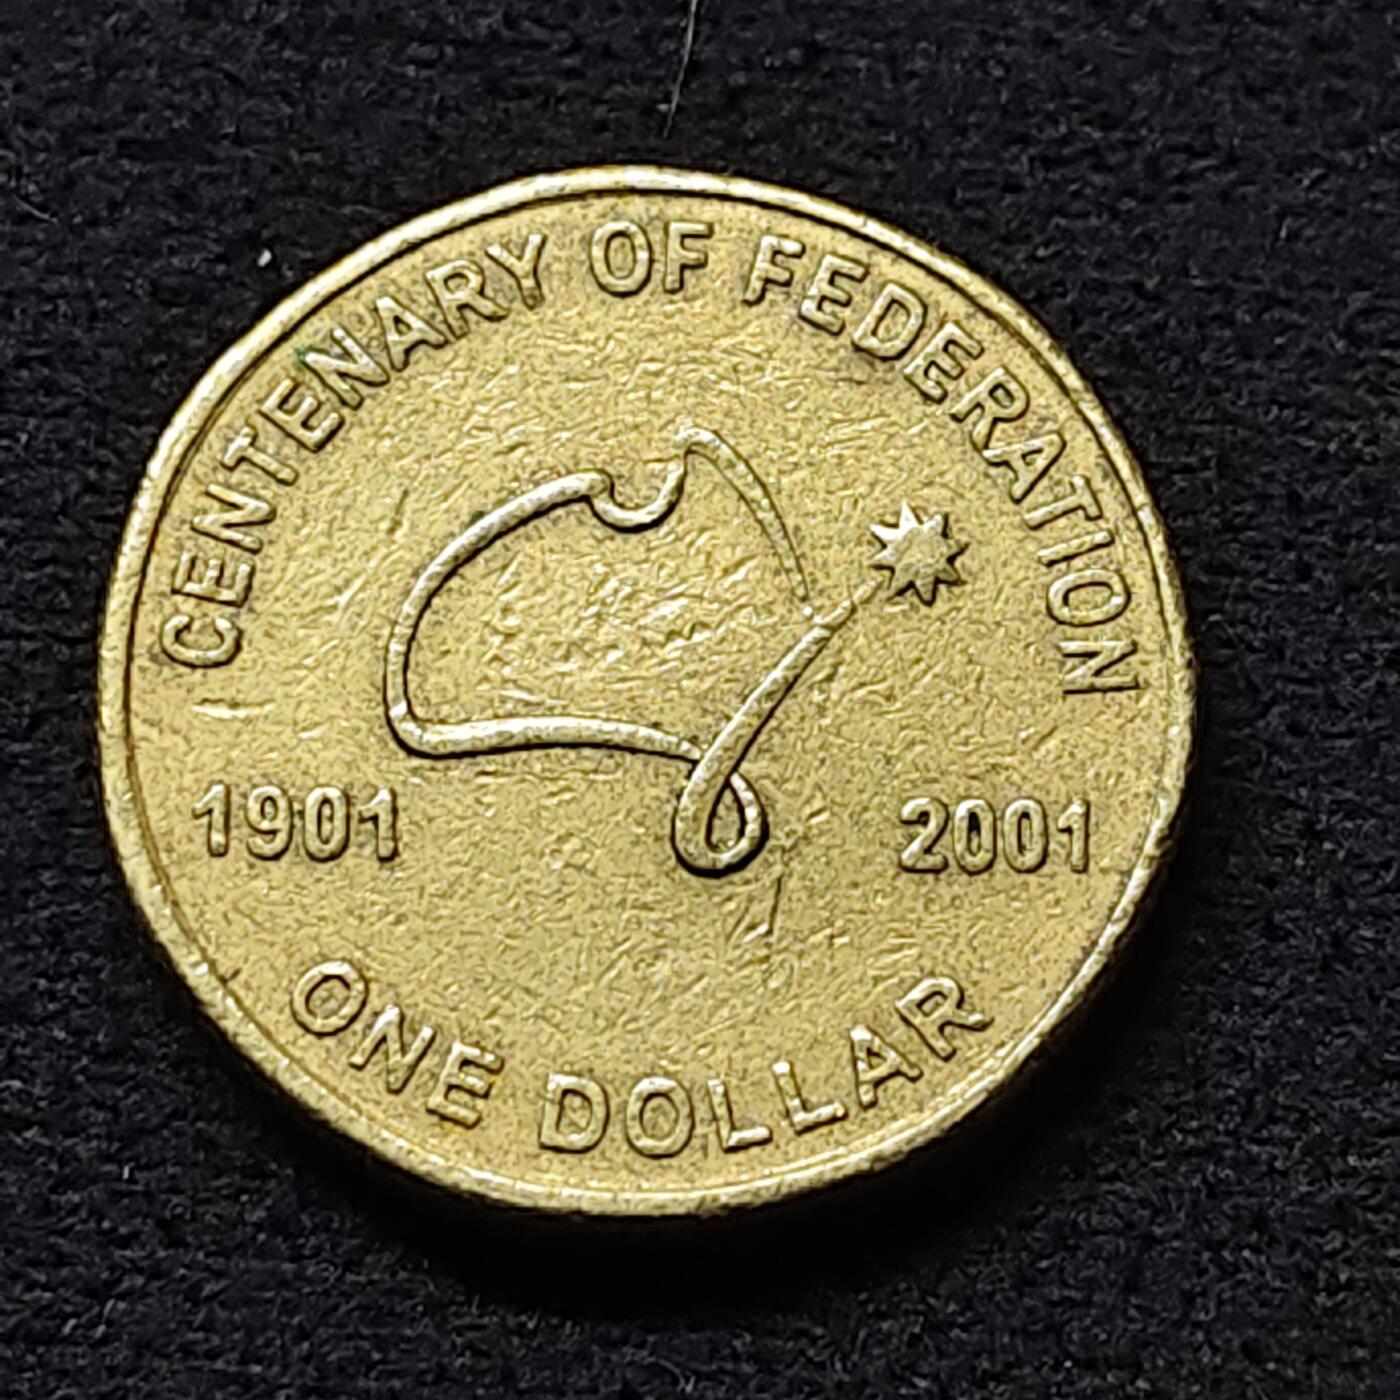 CENTENARY OF FEDERATION
1901
2001
ONE DOLLAR